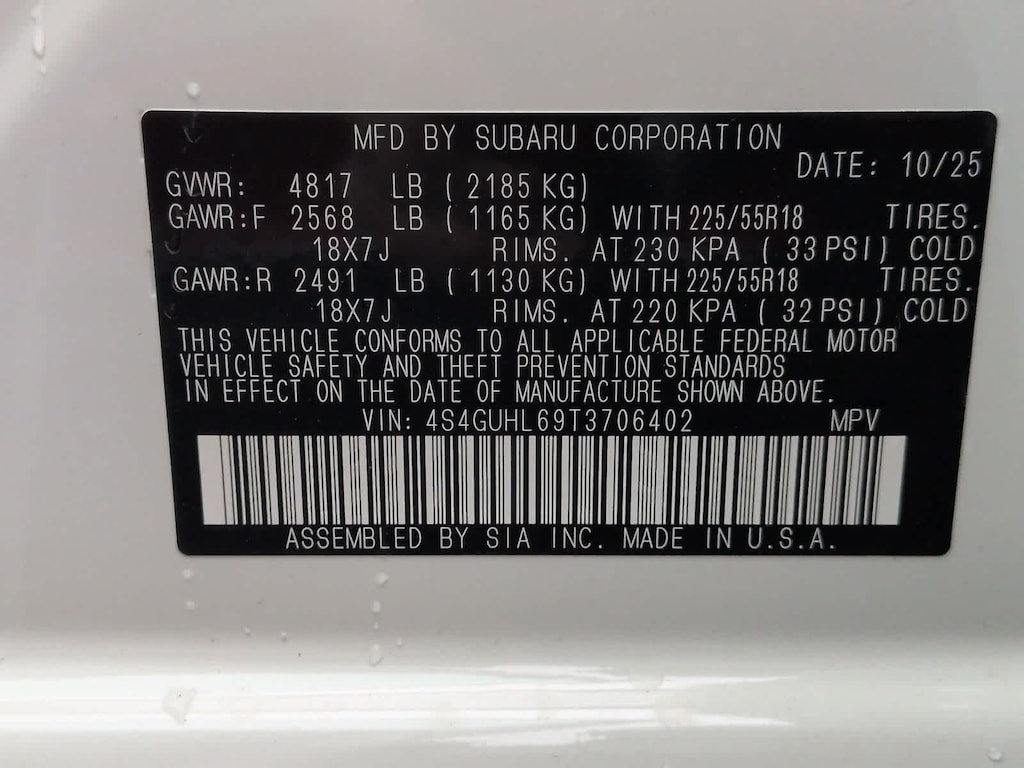 MFD BY SUBARU CORPORATION
DATE: 10/25
GVWR: 4817 LB (2185 KG)
GAWR:F 2568 LB (1165 KG) WITH 225/55R18 TIRES.
18X7J RIMS. AT 230 KPA (33 PSI) COLD
GAWR:R 2491 LB (1130 KG) WITH 225/55R18 TIRES.
18X7J RIMS. AT 220 KPA (32 PSI) COLD
THIS VEHICLE CONFORMS TO ALL APPLICABLE FEDERAL MOTOR
VEHICLE SAFETY AND THEFT PREVENTION STANDARDS
IN EFFECT ON THE DATE OF MANUFACTURE SHOWN ABOVE.
VIN: 4S4GUHL69T3706402 MPV
ASSEMBLED BY SIA INC. MADE IN U.S.A.